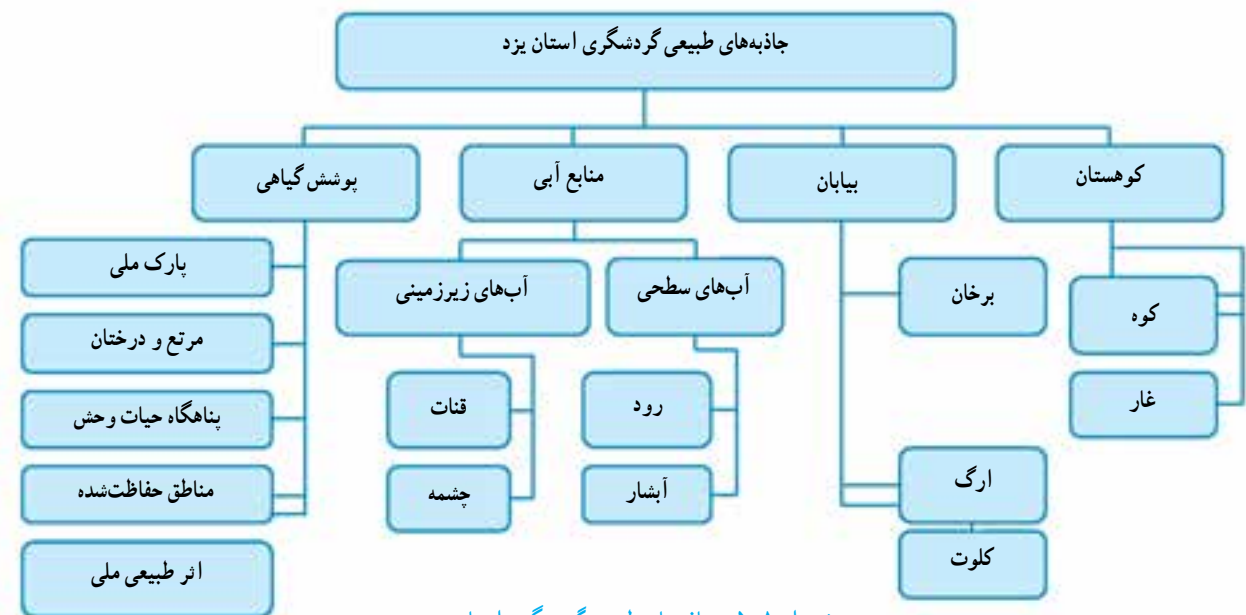 جاذبه‌های طبیعی گردشگری استان یزد
کوهستان
بیابان
منابع آبی
پوشش گیاهی
کوه
غار
برخان
ارگ
کلوت
آب‌های سطحی
رود
آبشار
آب‌های زیرزمینی
قنات
چشمه
پارک ملی
مرتع و درختان
پناهگاه حیات وحش
مناطق حفاظت‌شده
اثر طبیعی ملی